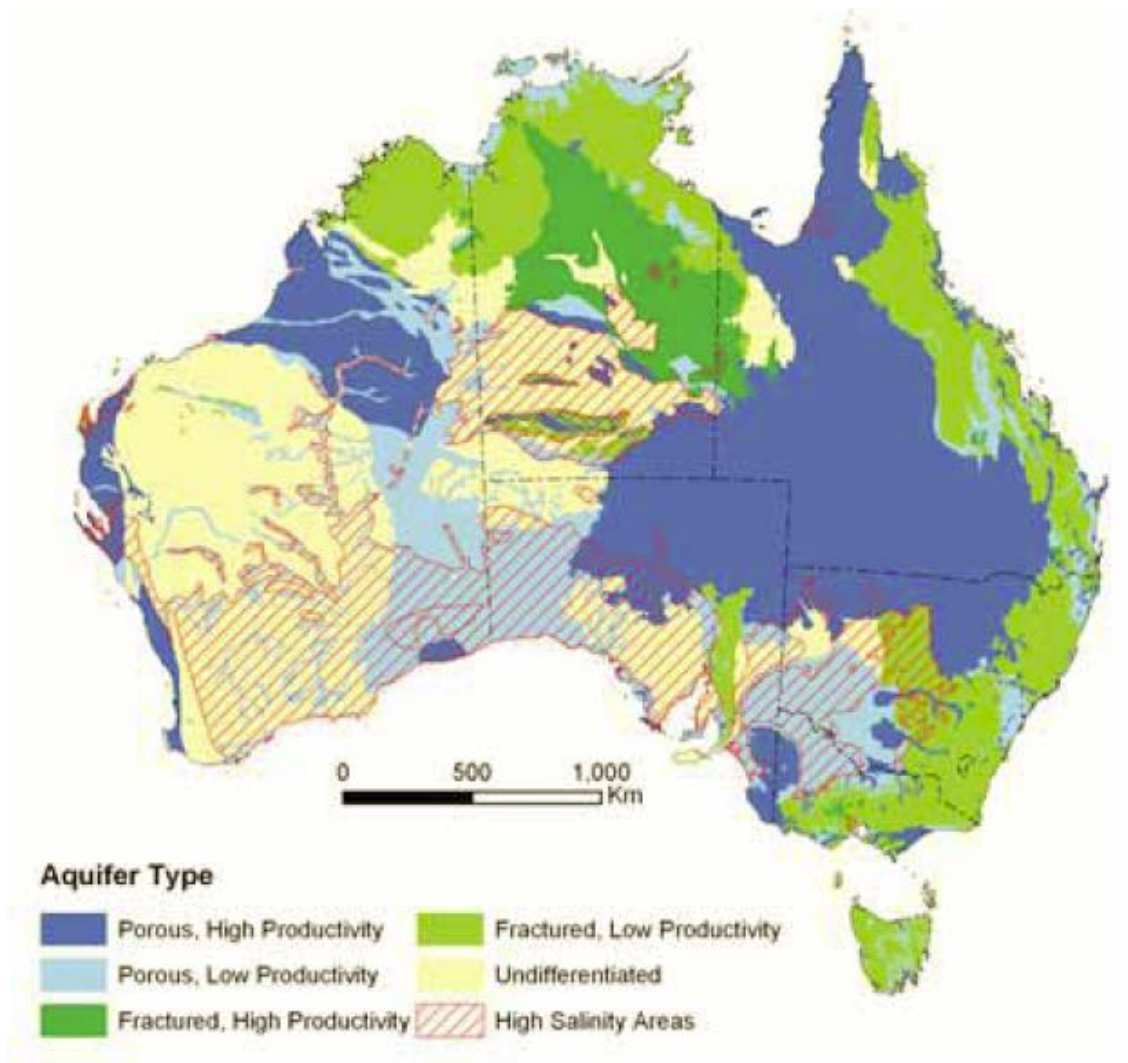 0 500 1,000
Km
Aquifer Type
Porous, High Productivity
Fractured, Low Productivity
Porous, Low Productivity
Undifferentiated
Fractured, High Productivity
High Salinity Areas